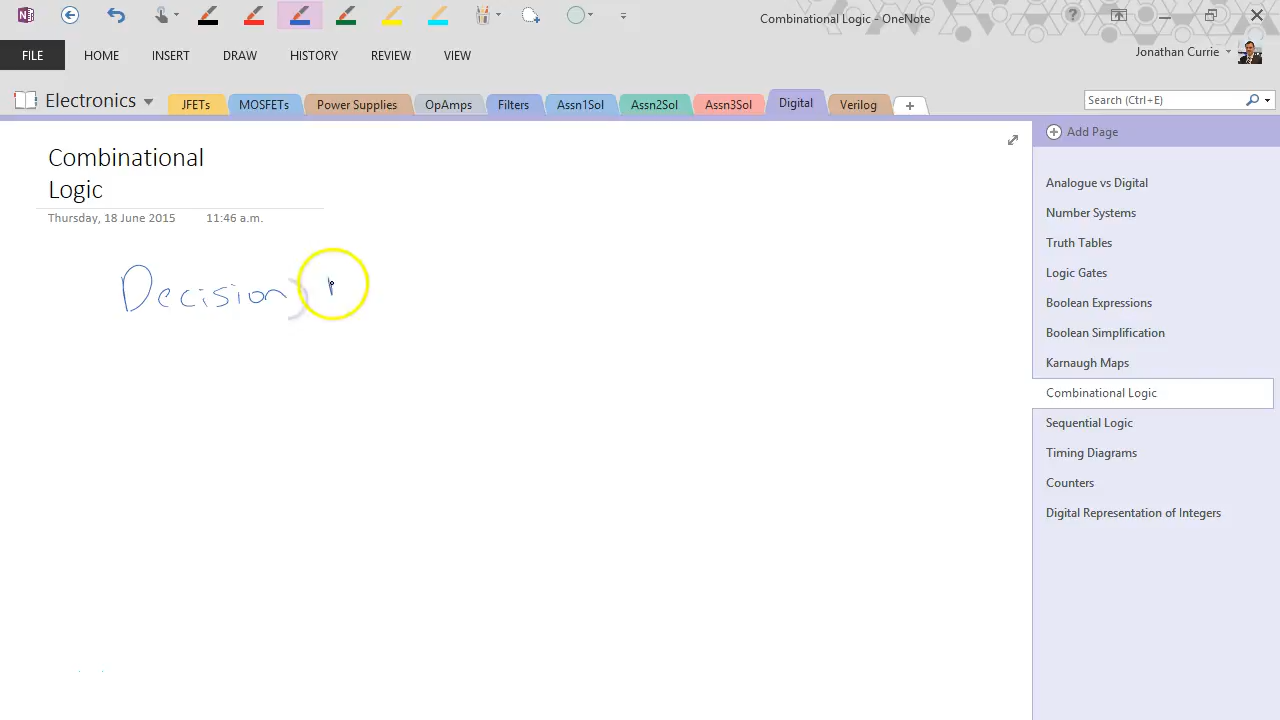 Combinational Logic - OneNote
?
Jonathan Currie
FILE HOME INSERT DRAW HISTORY REVIEW VIEW
Electronics
JFETs MOSFETs Power Supplies OpAmps Filters Assn1Sol Assn2Sol Assn3Sol Digital Verilog +
Search (Ctrl+E)
Combinational
Logic
Thursday, 18 June 2015 11:46 a.m.
Decision
Add Page
Analogue vs Digital
Number Systems
Truth Tables
Logic Gates
Boolean Expressions
Boolean Simplification
Karnaugh Maps
Combinational Logic
Sequential Logic
Timing Diagrams
Counters
Digital Representation of Integers